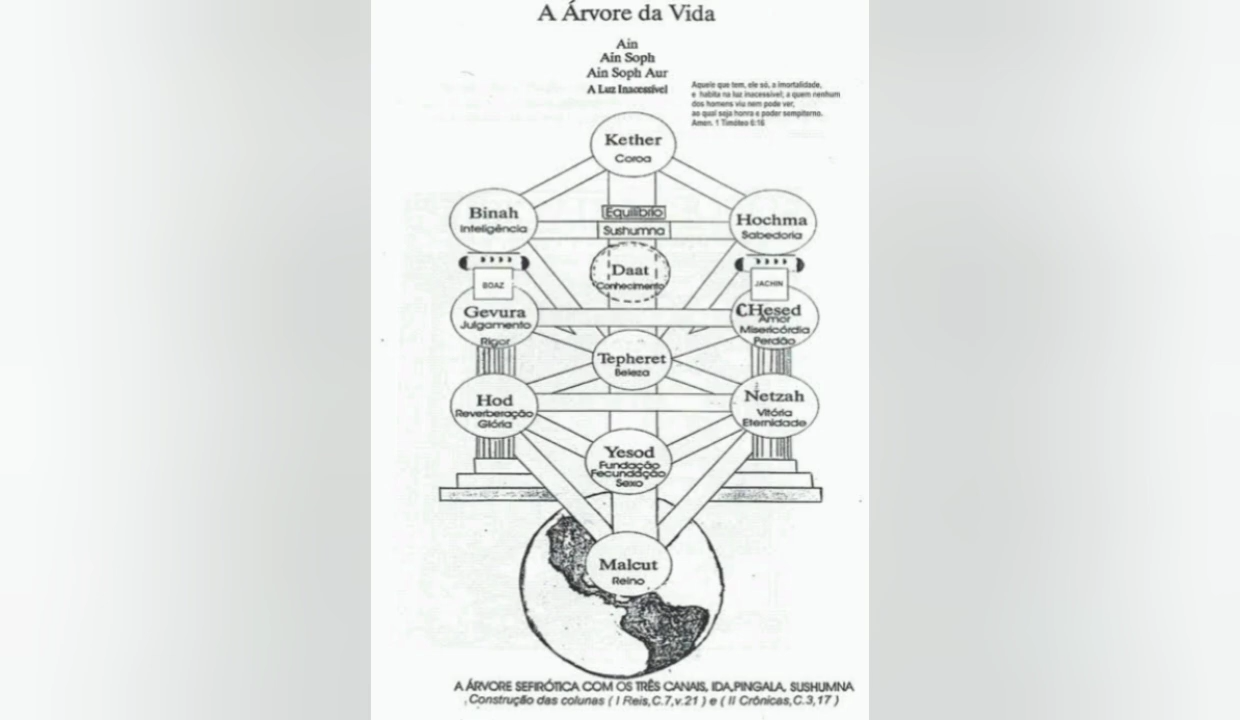 A Árvore da Vida
Ain
Ain Soph
Ain Soph Aur
A Luz Inacessível
Aquele que tem, ele só, a imortalidade,
e habita na luz inacessível; a quem nenhum
dos homens viu nem pode ver,
ao qual seja honra e poder sempiterno.
Amen. 1 Timóteo 6:16
Kether
Coroa
Binah
Inteligência
Equilíbrio
Sushumna
Hochma
Sabedoria
Daat
Conhecimento
BOAZ
JACHIN
Gevura
Julgamento
Rigor
CHesed
Amor
Misericórdia
Perdão
Tepheret
Beleza
Hod
Reverberação
Glória
Netzah
Vitória
Eternidade
Yesod
Fundação
Fecundação
Sexo
Malcut
Reino
A ÁRVORE SEFIRÓTICA COM OS TRÊS CANAIS, IDA,PINGALA, SUSHUMNA
Construção das colunas ( I Reis,C.7,v.21 ) e ( II Crônicas,C.3,17 )